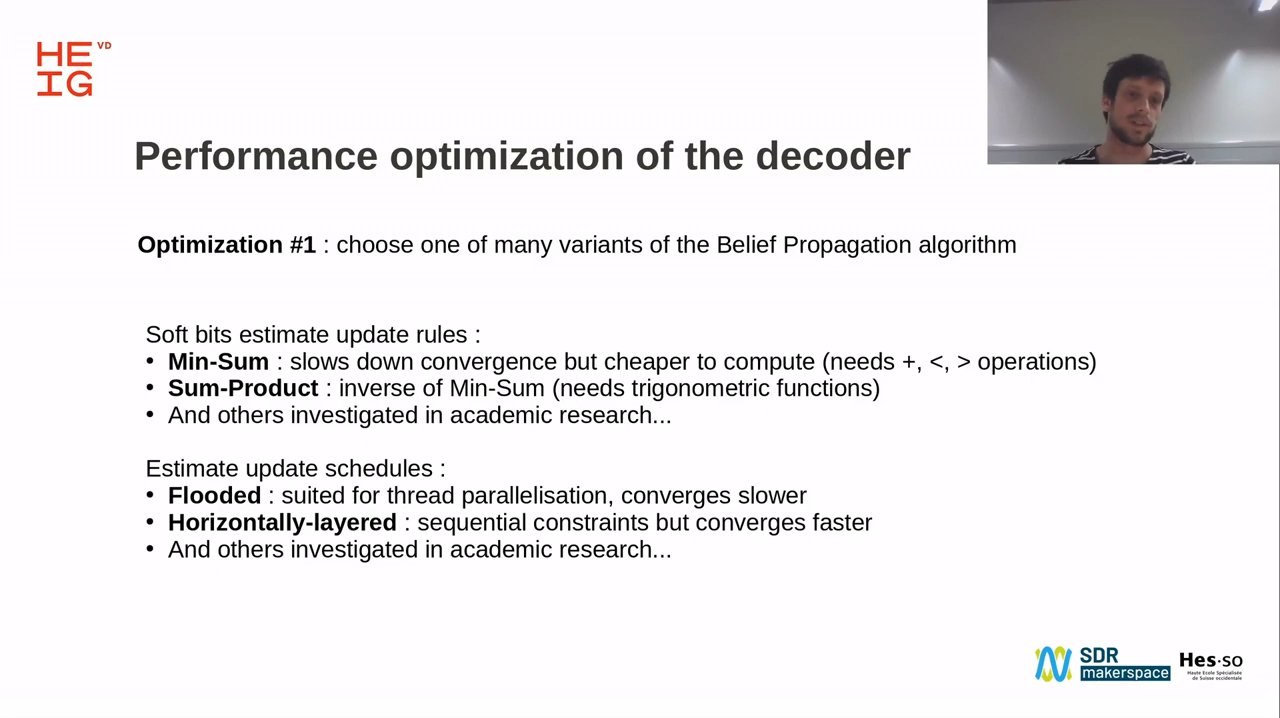 HE VD
IG
Performance optimization of the decoder
Optimization #1 : choose one of many variants of the Belief Propagation algorithm
Soft bits estimate update rules :
• Min-Sum : slows down convergence but cheaper to compute (needs +, <, > operations)
• Sum-Product : inverse of Min-Sum (needs trigonometric functions)
• And others investigated in academic research...
Estimate update schedules :
• Flooded : suited for thread parallelisation, converges slower
• Horizontally-layered : sequential constraints but converges faster
• And others investigated in academic research...
SDR
makerspace
Hes·so
Haute Ecole Spécialisée
de Suisse occidentale